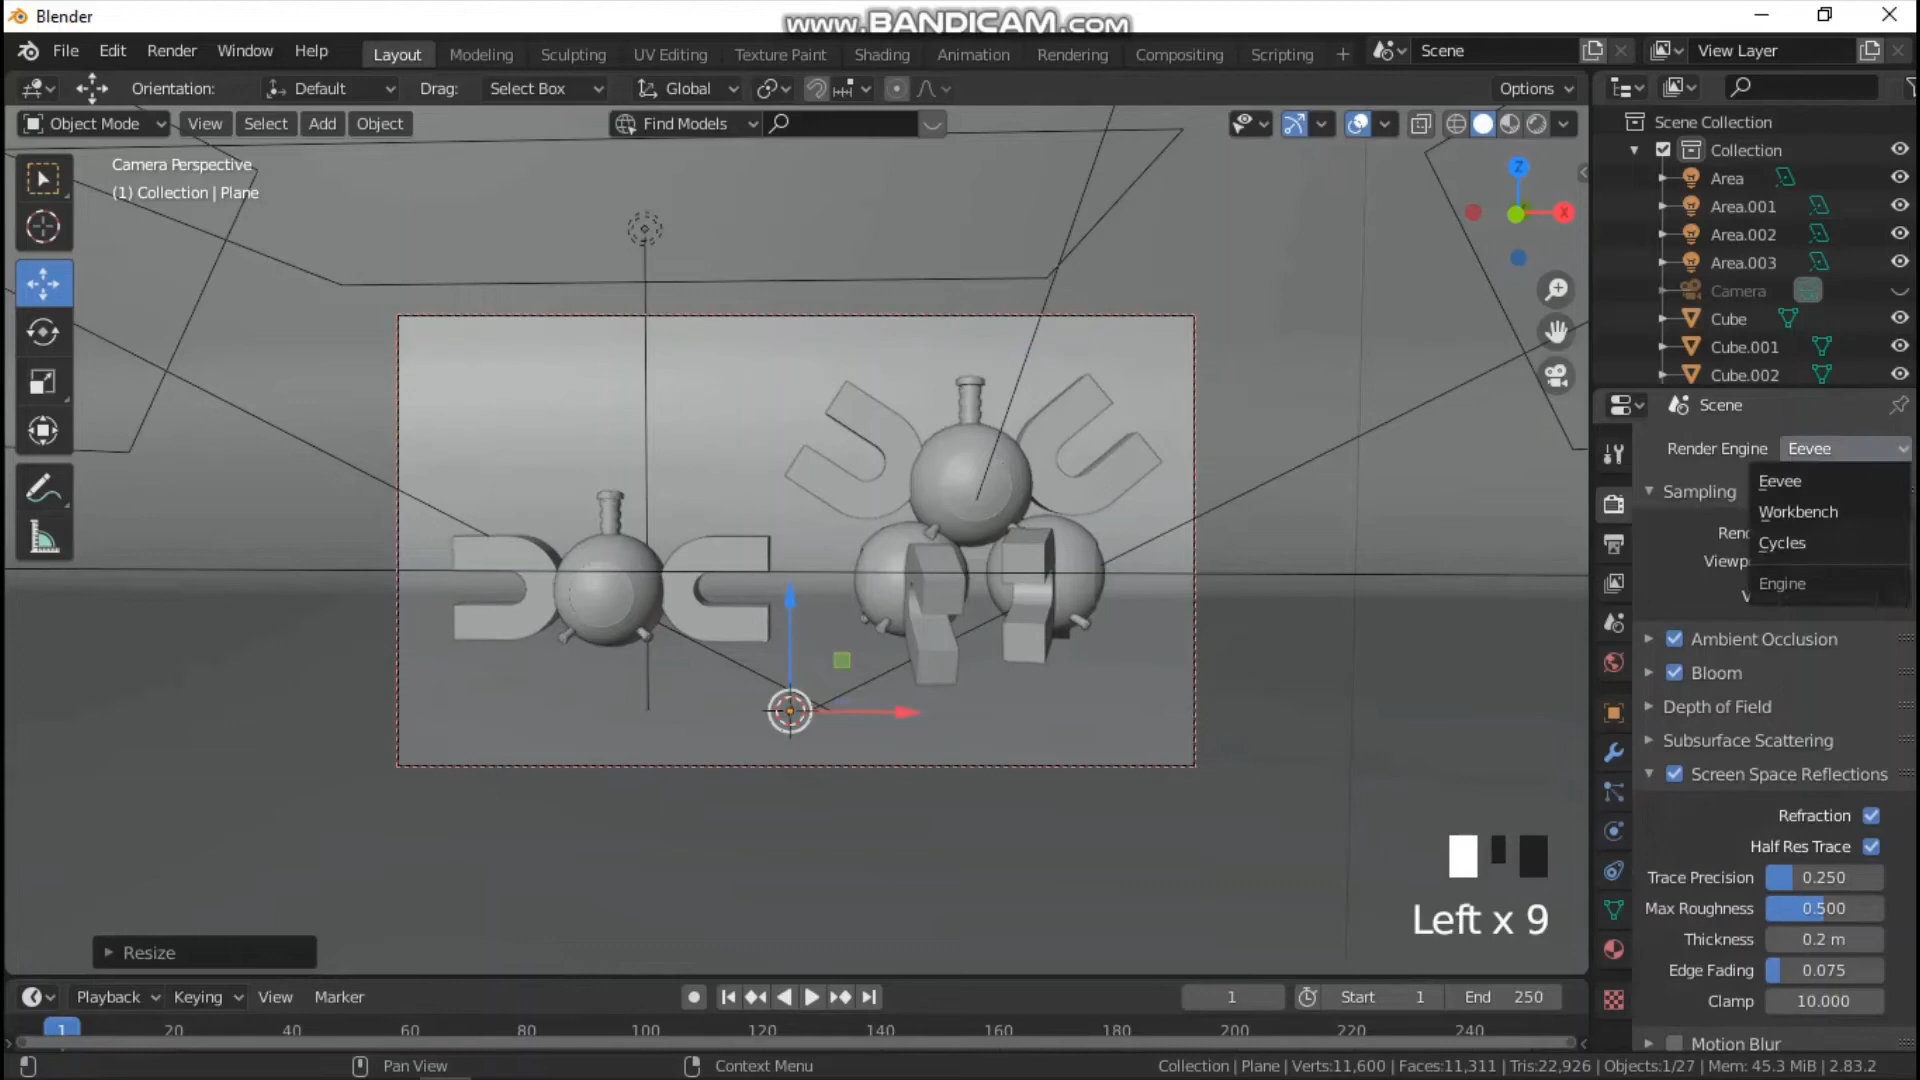 Blender
www.BANDICAM.com
File Edit Render Window Help Layout Modeling Sculpting UV Editing Texture Paint Shading Animation Rendering Compositing Scripting + Scene View Layer
Orientation: Default Drag: Select Box Global Options
Object Mode View Select Add Object Find Models
Camera Perspective
(1) Collection | Plane
Z
X
Scene Collection
Collection
Area
Area.001
Area.002
Area.003
Camera
Cube
Cube.001
Cube.002
Scene
Render Engine Eevee
Eevee
Workbench
Cycles
Engine
Sampling
Rend
Viewp
V
Ambient Occlusion
Bloom
Depth of Field
Subsurface Scattering
Screen Space Reflections
Refraction
Half Res Trace
Trace Precision 0.250
Max Roughness 0.500
Thickness 0.2 m
Edge Fading 0.075
Clamp 10.000
Motion Blur
Left x 9
Resize
Playback Keying View Marker 1 Start 1 End 250
1 20 40 60 80 100 120 140 160 180 200 220 240
Pan View Context Menu Collection | Plane | Verts:11,600 | Faces:11,311 | Tris:22,926 | Objects:1/27 | Mem: 45.3 MiB | 2.83.2